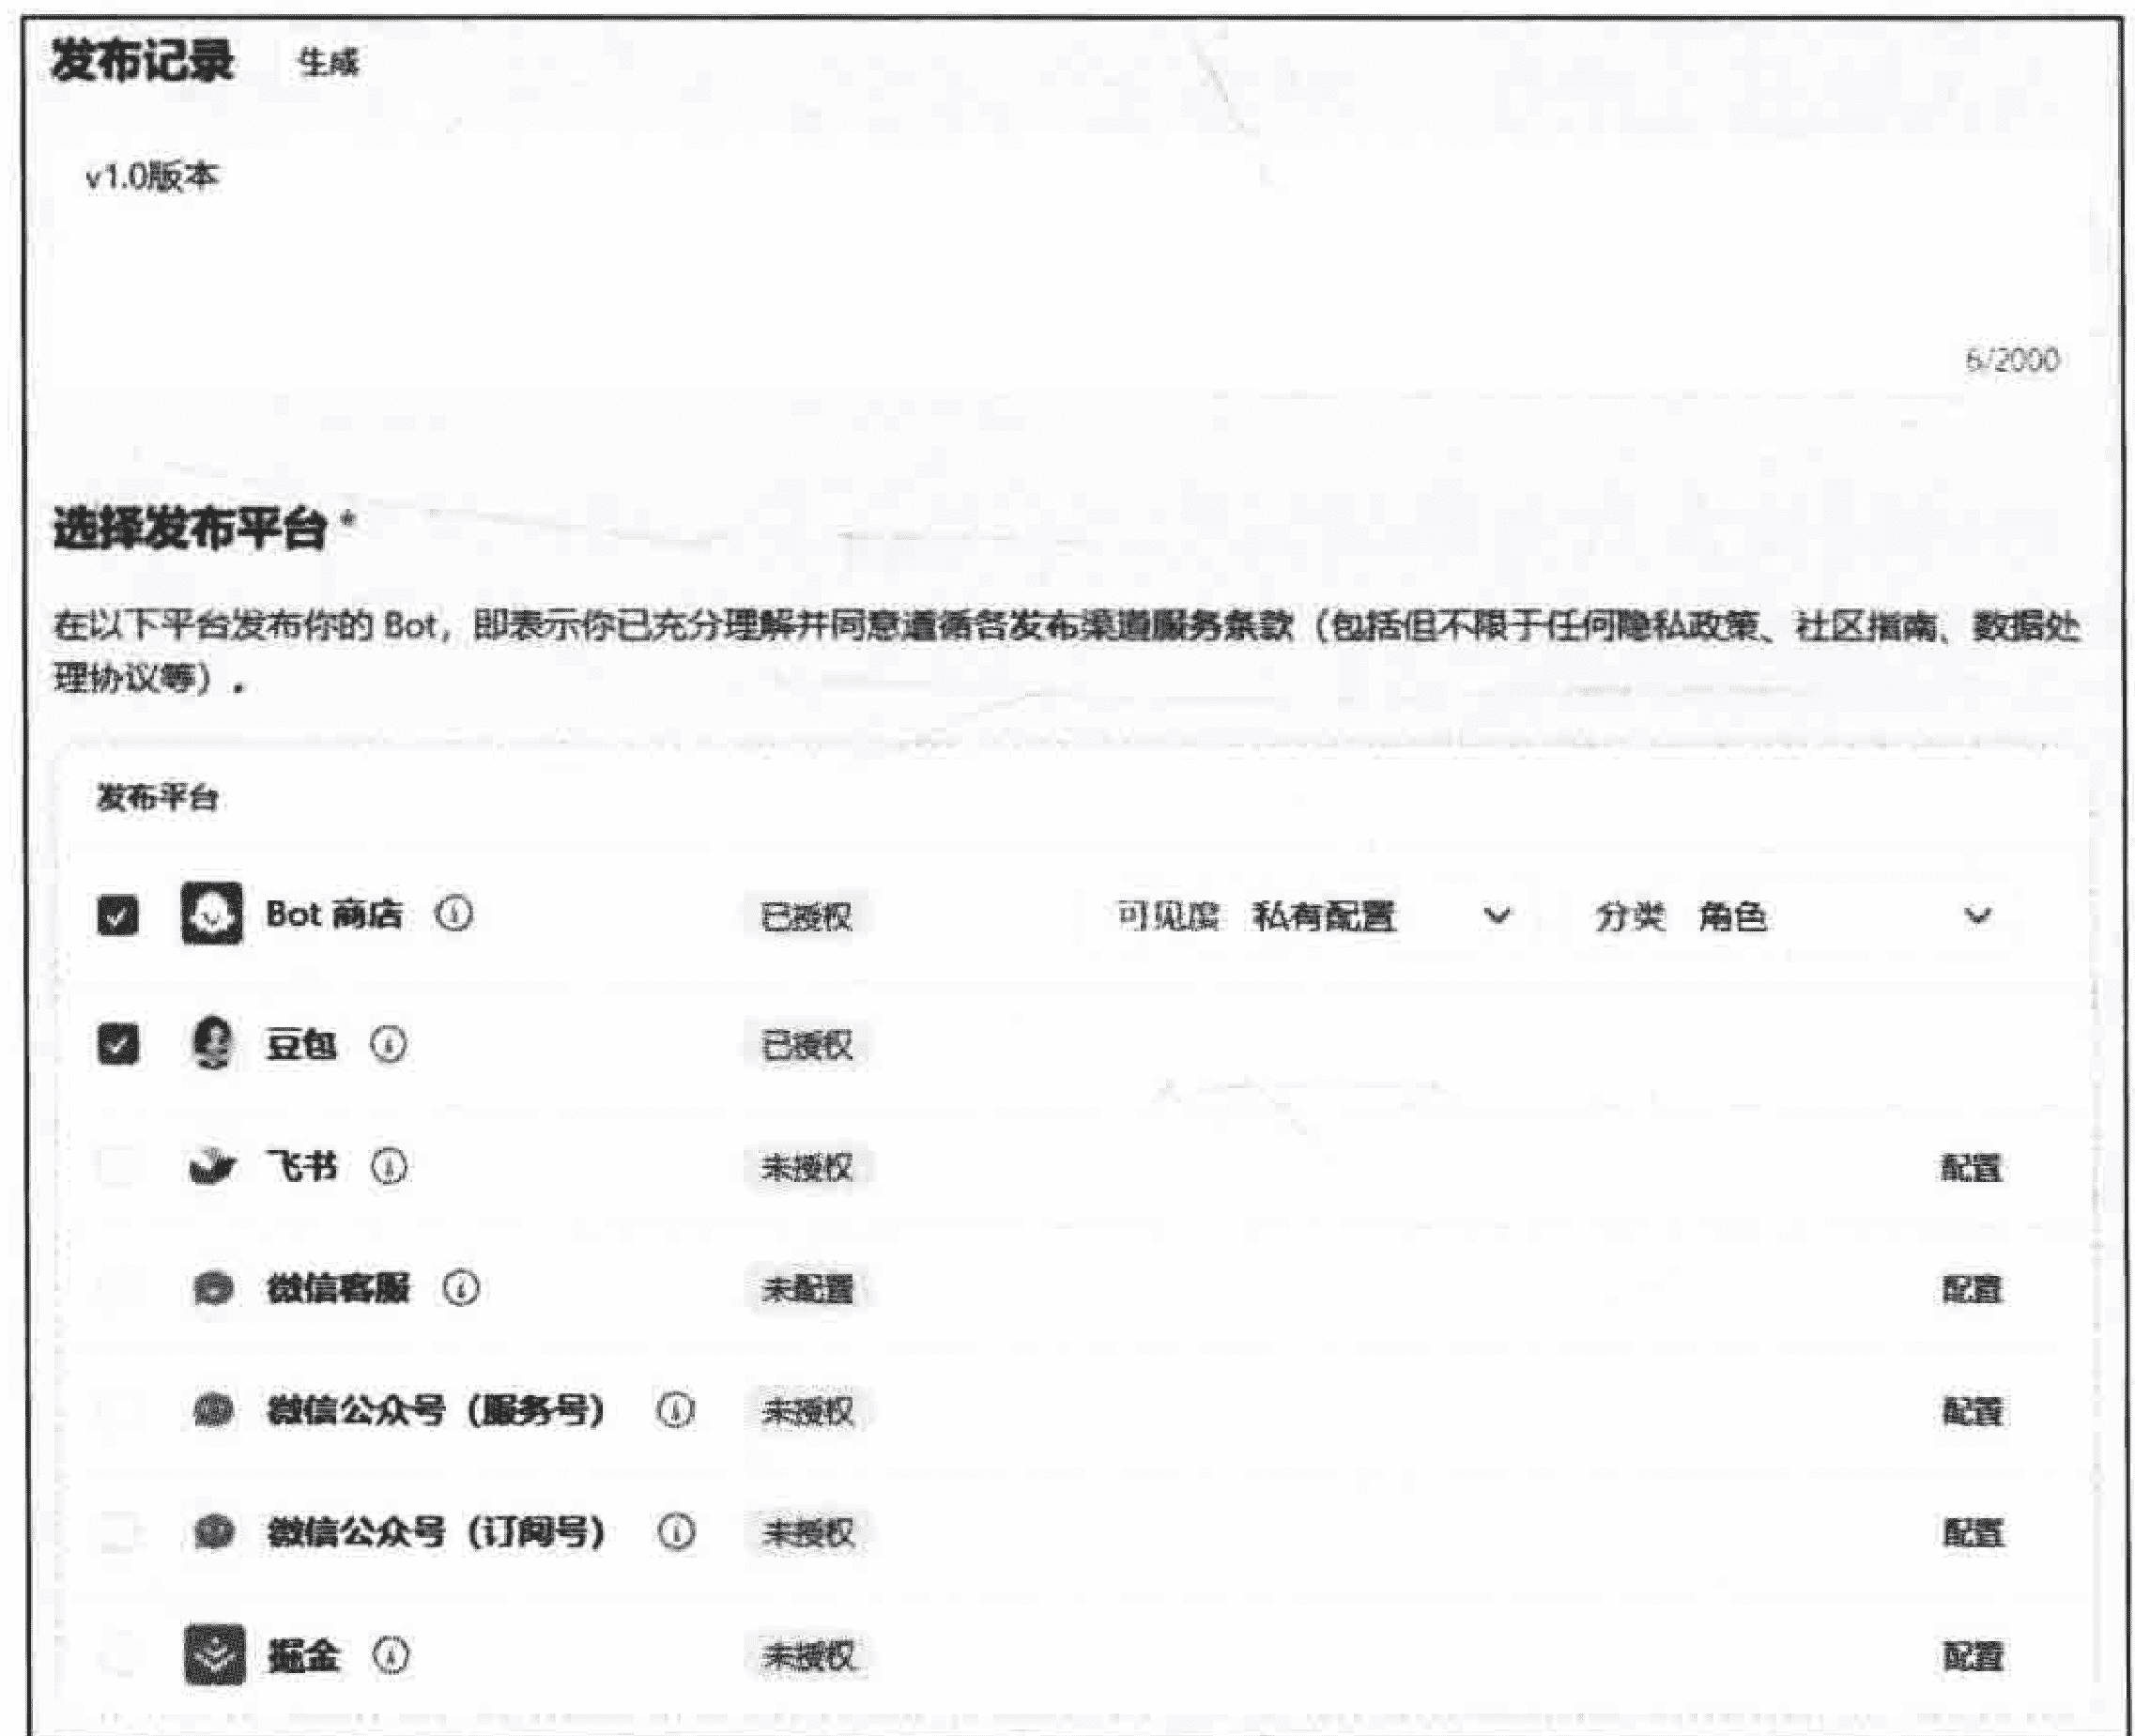 发布记录 生成
v1.0版本
6/2000
选择发布平台 *
在以下平台发布你的 Bot，即表示你已充分理解并同意遵循各发布渠道服务条款（包括但不限于任何隐私政策、社区指南、数据处
理协议等）.
发布平台
Bot 商店 已授权 可见度 私有配置 分类 角色
豆包 已授权
飞书 未授权 配置
微信客服 未配置 配置
微信公众号（服务号） 未授权 配置
微信公众号（订阅号） 未授权 配置
掘金 未授权 配置